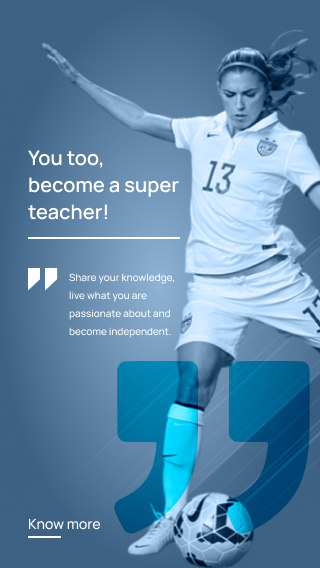 You too,
become a super
teacher!
13
Share your knowledge,
live what you are
passionate about and
become independent.
Know more